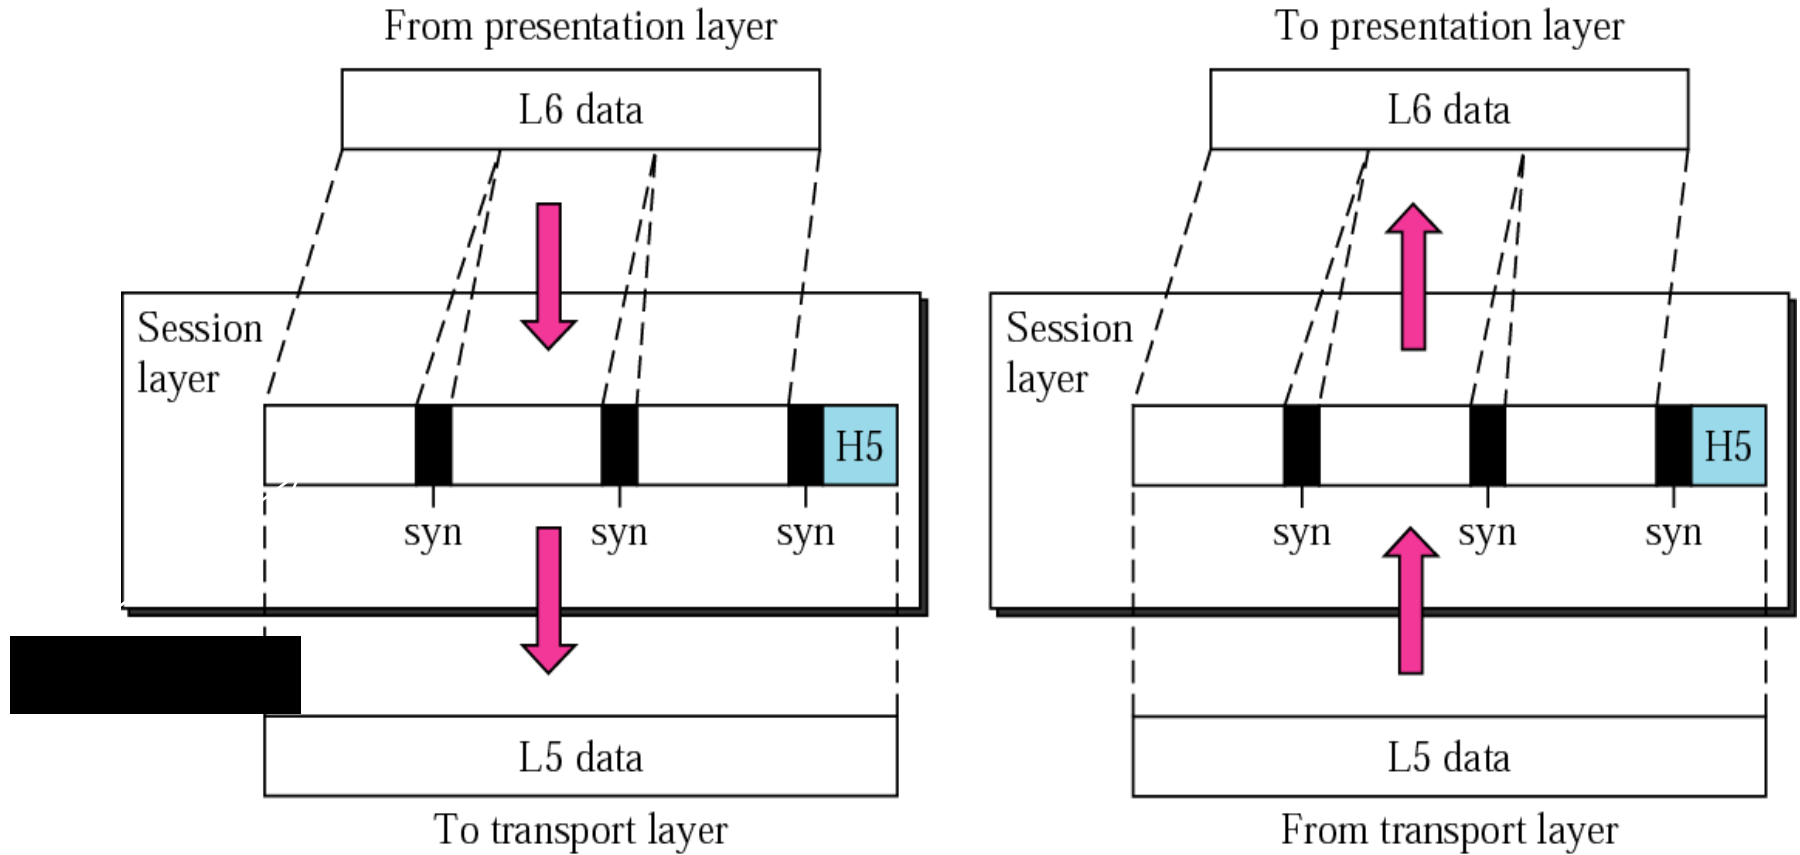 From presentation layer
L6 data
Session
layer
H5
syn syn syn
L5 data
To transport layer
To presentation layer
L6 data
Session
layer
H5
syn syn syn
L5 data
From transport layer